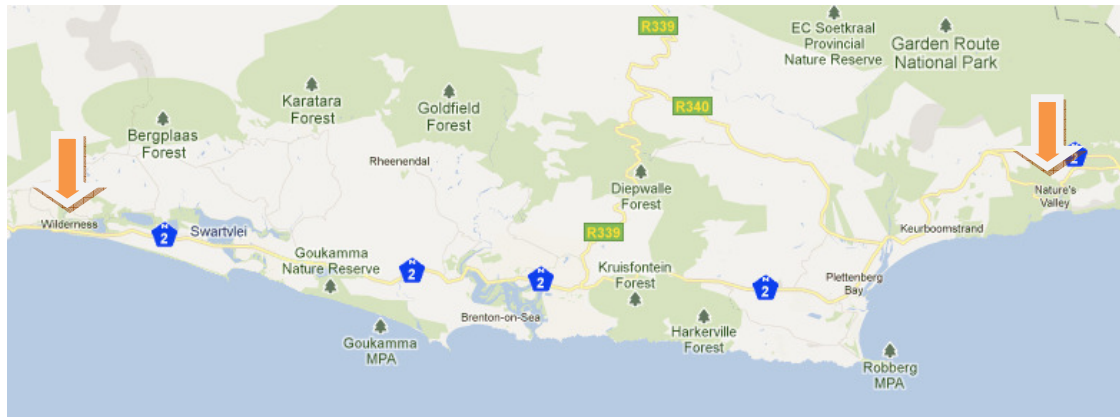 R339
EC Soetkraal
Provincial
Nature Reserve
Garden Route
National Park
Karatara
Forest
Goldfield
Forest
R340
Bergplaas
Forest
Rheenendal
N
2
Diepwalle
Forest
Nature's
Valley
Wilderness
N
2
Swartvlei
R339
Keurboomstrand
Goukamma
Nature Reserve
N
2
N
2
Kruisfontein
Forest
N
2
Plettenberg
Bay
Brenton-on-Sea
Goukamma
MPA
Harkerville
Forest
Robberg
MPA